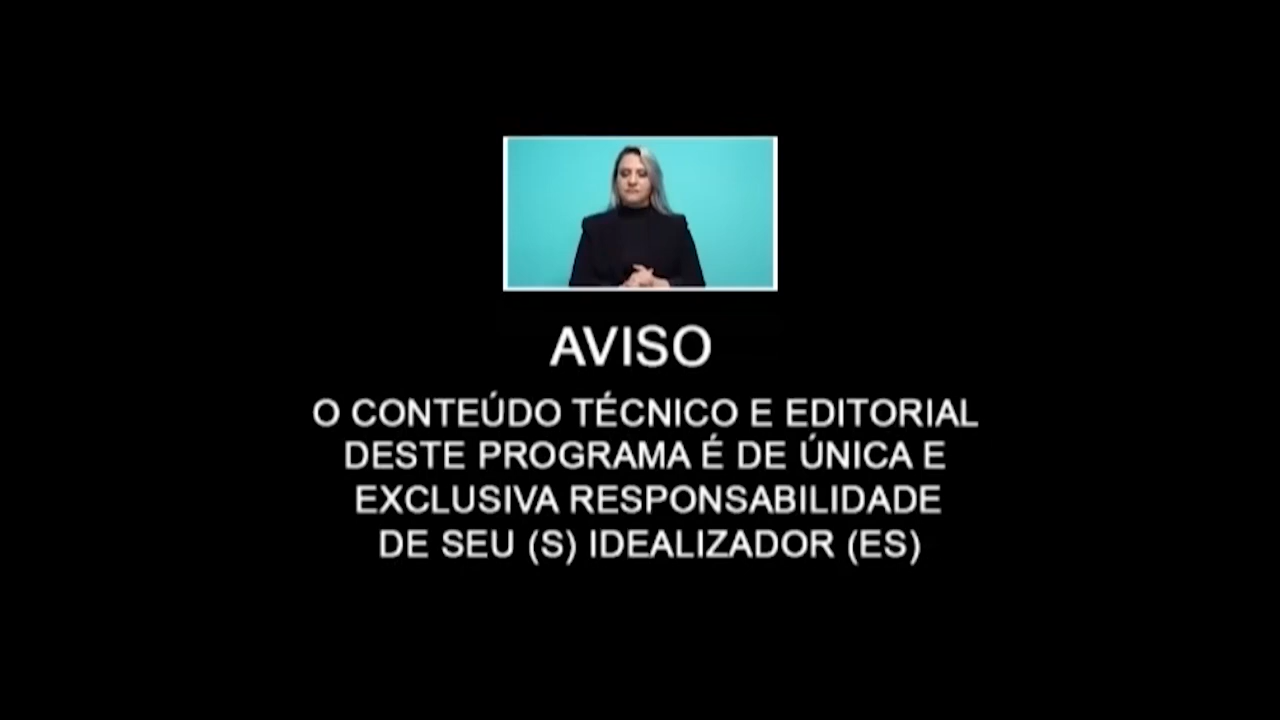 AVISO
O CONTEÚDO TÉCNICO E EDITORIAL
DESTE PROGRAMA É DE ÚNICA E
EXCLUSIVA RESPONSABILIDADE
DE SEU (S) IDEALIZADOR (ES)